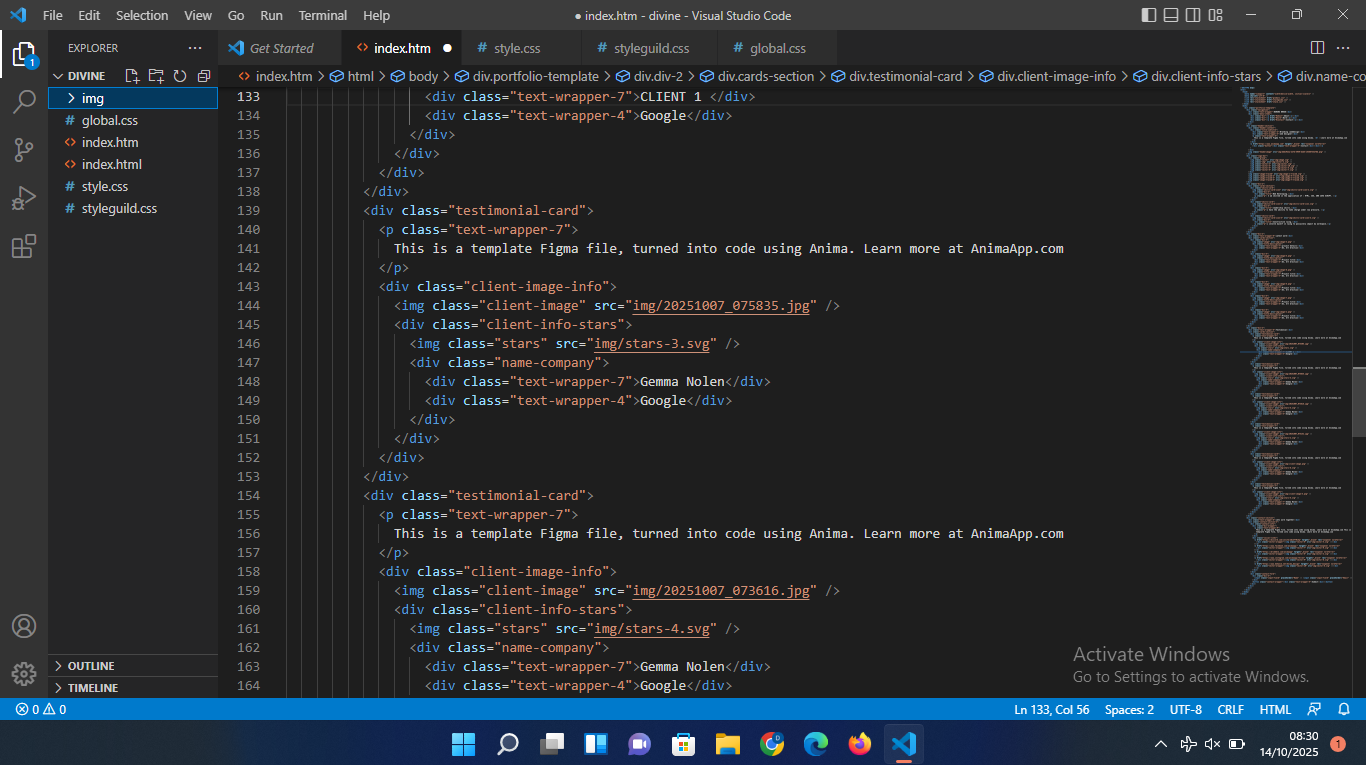 File Edit Selection View Go Run Terminal Help
● index.htm - divine - Visual Studio Code
EXPLORER ···
Get Started
index.htm ●
# style.css
# styleguild.css
# global.css
1
DIVINE
index.htm > html > body > div.portfolio-template > div.div-2 > div.cards-section > div.testimonial-card > div.client-image-info > div.client-info-stars > div.name-co
img
# global.css
index.htm
index.html
# style.css
# styleguild.css
133 <div class="text-wrapper-7">CLIENT 1 </div>
134 <div class="text-wrapper-4">Google</div>
135 </div>
136 </div>
137 </div>
138 </div>
139 <div class="testimonial-card">
140 <p class="text-wrapper-7">
141 This is a template Figma file, turned into code using Anima. Learn more at AnimaApp.com
142 </p>
143 <div class="client-image-info">
144 <img class="client-image" src="img/20251007_075835.jpg" />
145 <div class="client-info-stars">
146 <img class="stars" src="img/stars-3.svg" />
147 <div class="name-company">
148 <div class="text-wrapper-7">Gemma Nolen</div>
149 <div class="text-wrapper-4">Google</div>
150 </div>
151 </div>
152 </div>
153 </div>
154 <div class="testimonial-card">
155 <p class="text-wrapper-7">
156 This is a template Figma file, turned into code using Anima. Learn more at AnimaApp.com
157 </p>
158 <div class="client-image-info">
159 <img class="client-image" src="img/20251007_073616.jpg" />
160 <div class="client-info-stars">
161 <img class="stars" src="img/stars-4.svg" />
162 <div class="name-company">
163 <div class="text-wrapper-7">Gemma Nolen</div>
164 <div class="text-wrapper-4">Google</div>
OUTLINE
TIMELINE
Activate Windows
Go to Settings to activate Windows.
0 0
Ln 133, Col 56 Spaces: 2 UTF-8 CRLF HTML
08:30
14/10/2025
1